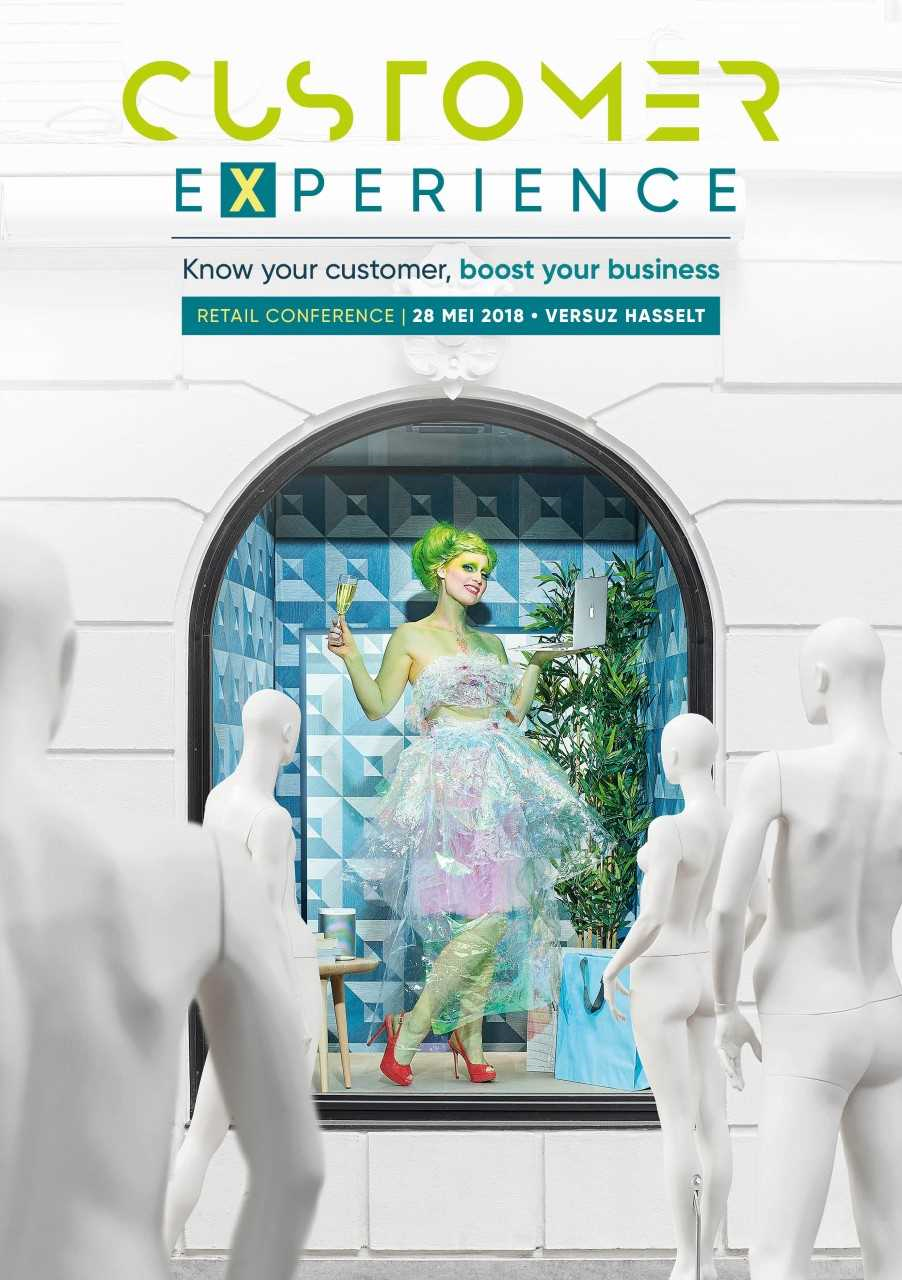 CUSTOMER
EXPERIENCE
Know your customer, boost your business
RETAIL CONFERENCE | 28 MEI 2018 • VERSUZ HASSELT